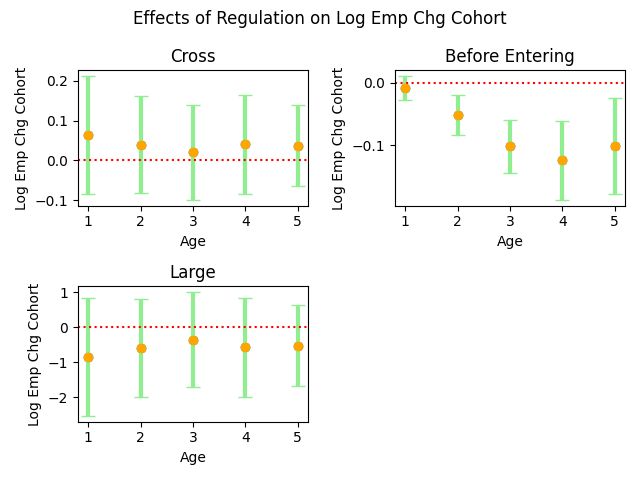 Effects of Regulation on Log Emp Chg Cohort
Cross
Log Emp Chg Cohort
0.2
0.1
0.0
−0.1
1 2 3 4 5
Age
Before Entering
Log Emp Chg Cohort
0.0
−0.1
1 2 3 4 5
Age
Large
Log Emp Chg Cohort
1
0
−1
−2
1 2 3 4 5
Age